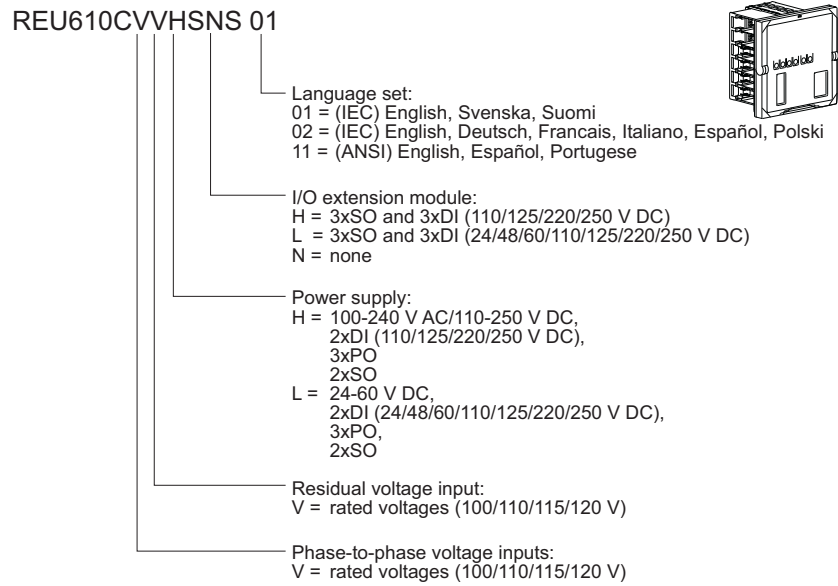 REU610CVVHSNS 01
Language set:
01 = (IEC) English, Svenska, Suomi
02 = (IEC) English, Deutsch, Francais, Italiano, Español, Polski
11 = (ANSI) English, Español, Portugese
I/O extension module:
H = 3xSO and 3xDI (110/125/220/250 V DC)
L = 3xSO and 3xDI (24/48/60/110/125/220/250 V DC)
N = none
Power supply:
H = 100-240 V AC/110-250 V DC,
2xDI (110/125/220/250 V DC),
3xPO
2xSO
L = 24-60 V DC,
2xDI (24/48/60/110/125/220/250 V DC),
3xPO,
2xSO
Residual voltage input:
V = rated voltages (100/110/115/120 V)
Phase-to-phase voltage inputs:
V = rated voltages (100/110/115/120 V)